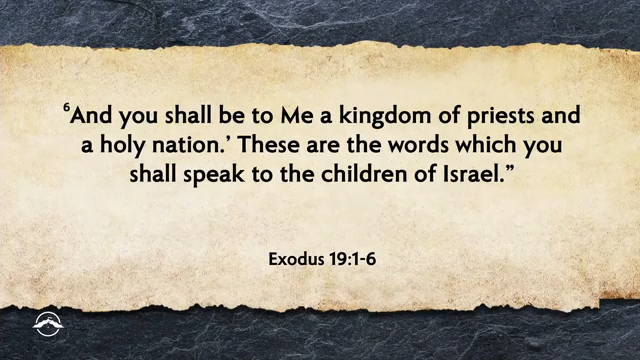 ⁶And you shall be to Me a kingdom of priests and
a holy nation.’ These are the words which you
shall speak to the children of Israel.”
Exodus 19:1-6